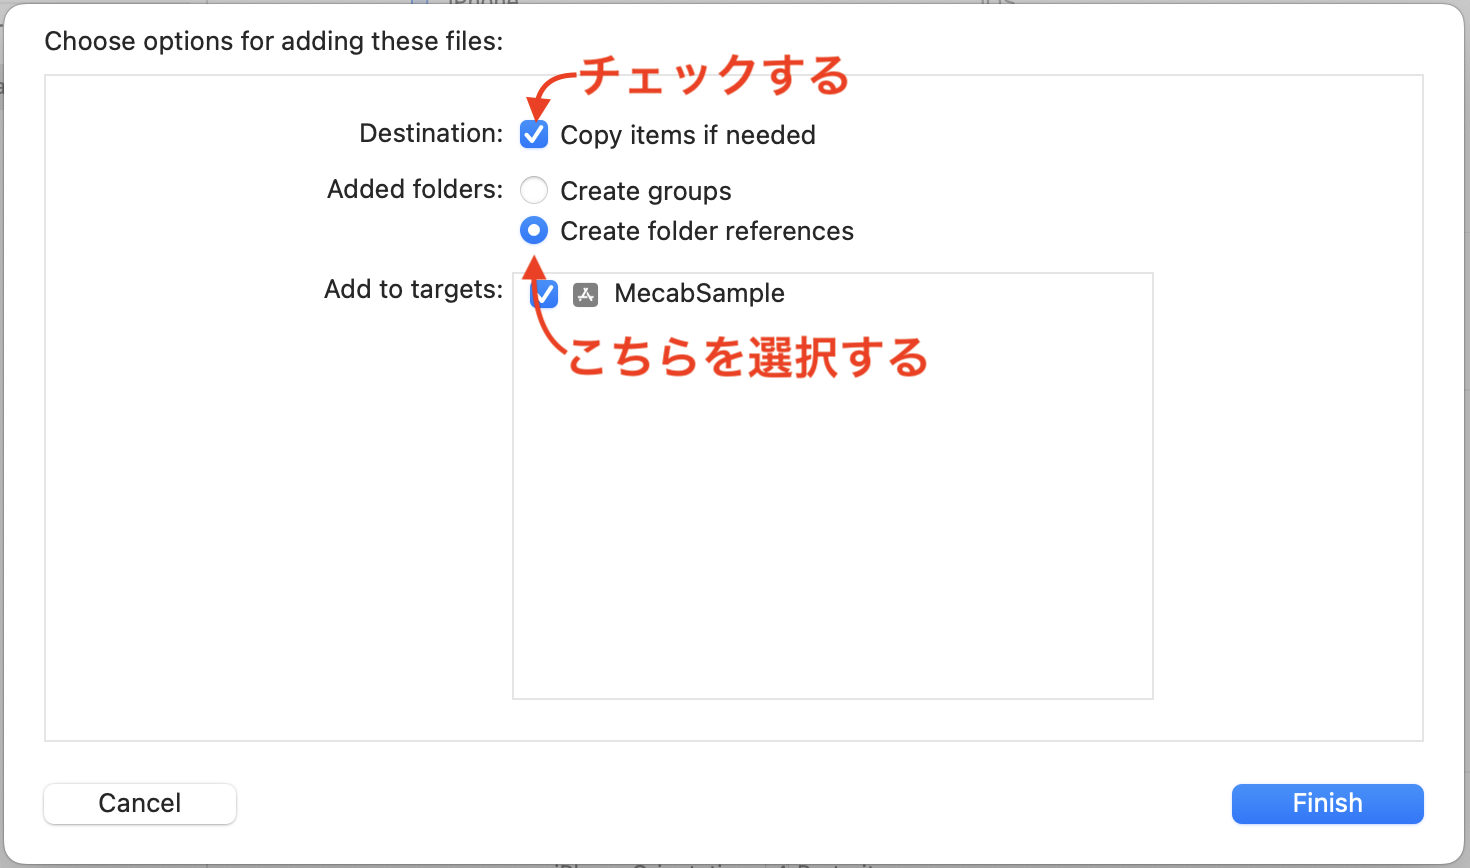 iPhone
Choose options for adding these files:
チェックする
Destination: Copy items if needed
Added folders: Create groups
Create folder references
Add to targets: MecabSample
こちらを選択する
Cancel
Finish